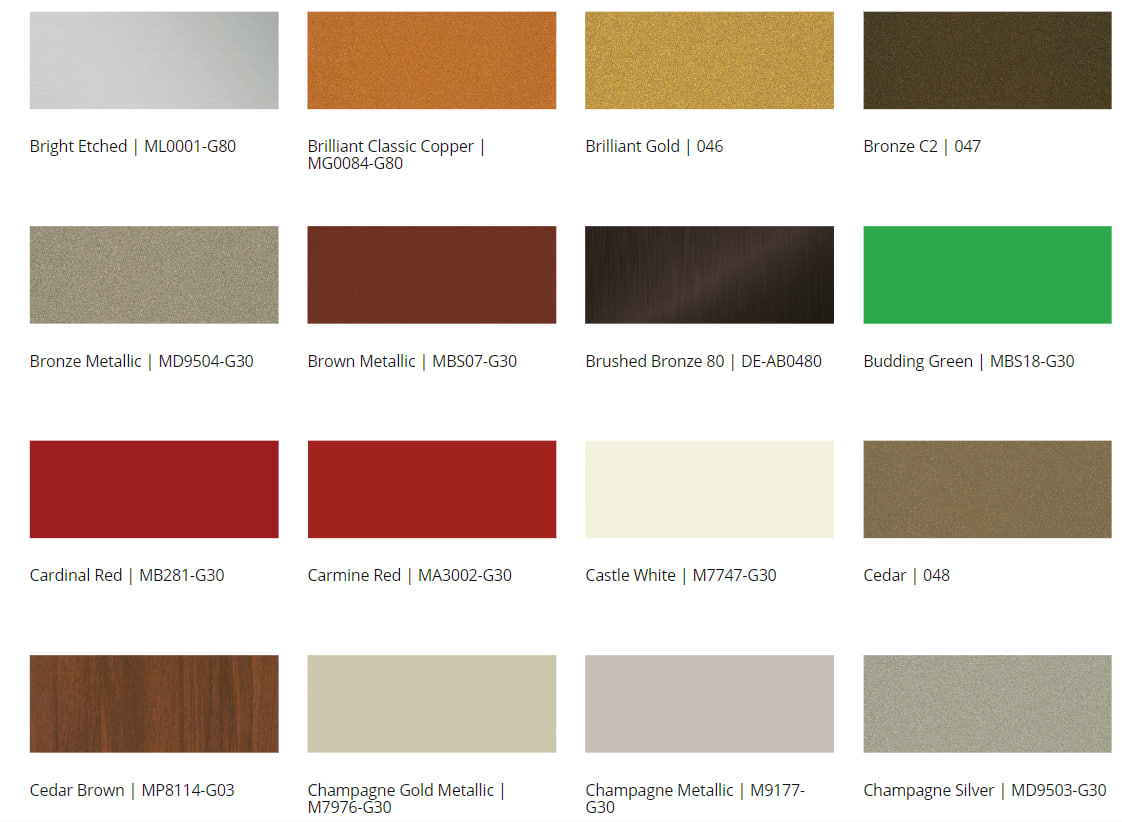 Bright Etched | ML0001-G80
Brilliant Classic Copper |
MG0084-G80
Brilliant Gold | 046
Bronze C2 | 047
Bronze Metallic | MD9504-G30
Brown Metallic | MBS07-G30
Brushed Bronze 80 | DE-AB0480
Budding Green | MBS18-G30
Cardinal Red | MB281-G30
Carmine Red | MA3002-G30
Castle White | M7747-G30
Cedar | 048
Cedar Brown | MP8114-G03
Champagne Gold Metallic |
M7976-G30
Champagne Metallic | M9177-
G30
Champagne Silver | MD9503-G30